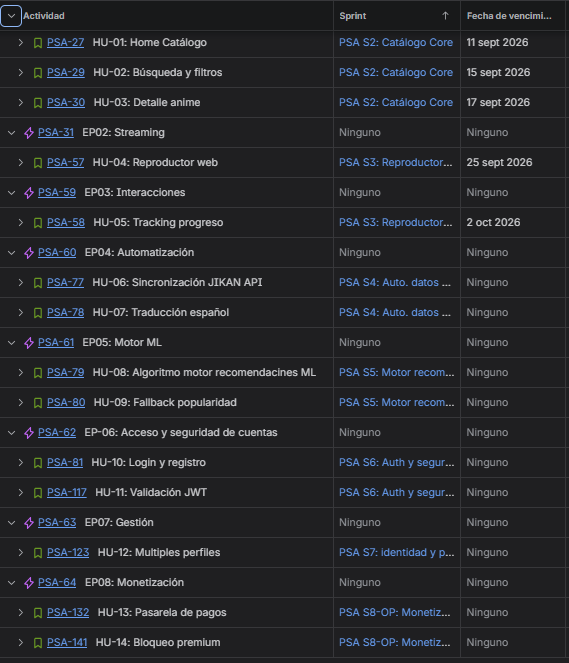 Actividad Sprint Fecha de vencimi...
PSA-27 HU-01: Home Catálogo PSA S2: Catálogo Core 11 sept 2026
PSA-29 HU-02: Búsqueda y filtros PSA S2: Catálogo Core 15 sept 2026
PSA-30 HU-03: Detalle anime PSA S2: Catálogo Core 17 sept 2026
PSA-31 EP02: Streaming Ninguno Ninguno
PSA-57 HU-04: Reproductor web PSA S3: Reproductor... 25 sept 2026
PSA-59 EP03: Interacciones Ninguno Ninguno
PSA-58 HU-05: Tracking progreso PSA S3: Reproductor... 2 oct 2026
PSA-60 EP04: Automatización Ninguno Ninguno
PSA-77 HU-06: Sincronización JIKAN API PSA S4: Auto. datos ... Ninguno
PSA-78 HU-07: Traducción español PSA S4: Auto. datos ... Ninguno
PSA-61 EP05: Motor ML Ninguno Ninguno
PSA-79 HU-08: Algoritmo motor recomendacines ML PSA S5: Motor recom... Ninguno
PSA-80 HU-09: Fallback popularidad PSA S5: Motor recom... Ninguno
PSA-62 EP-06: Acceso y seguridad de cuentas Ninguno Ninguno
PSA-81 HU-10: Login y registro PSA S6: Auth y segur... Ninguno
PSA-117 HU-11: Validación JWT PSA S6: Auth y segur... Ninguno
PSA-63 EP07: Gestión Ninguno Ninguno
PSA-123 HU-12: Multiples perfiles PSA S7: identidad y p... Ninguno
PSA-64 EP08: Monetización Ninguno Ninguno
PSA-132 HU-13: Pasarela de pagos PSA S8-OP: Monetiz... Ninguno
PSA-141 HU-14: Bloqueo premium PSA S8-OP: Monetiz... Ninguno